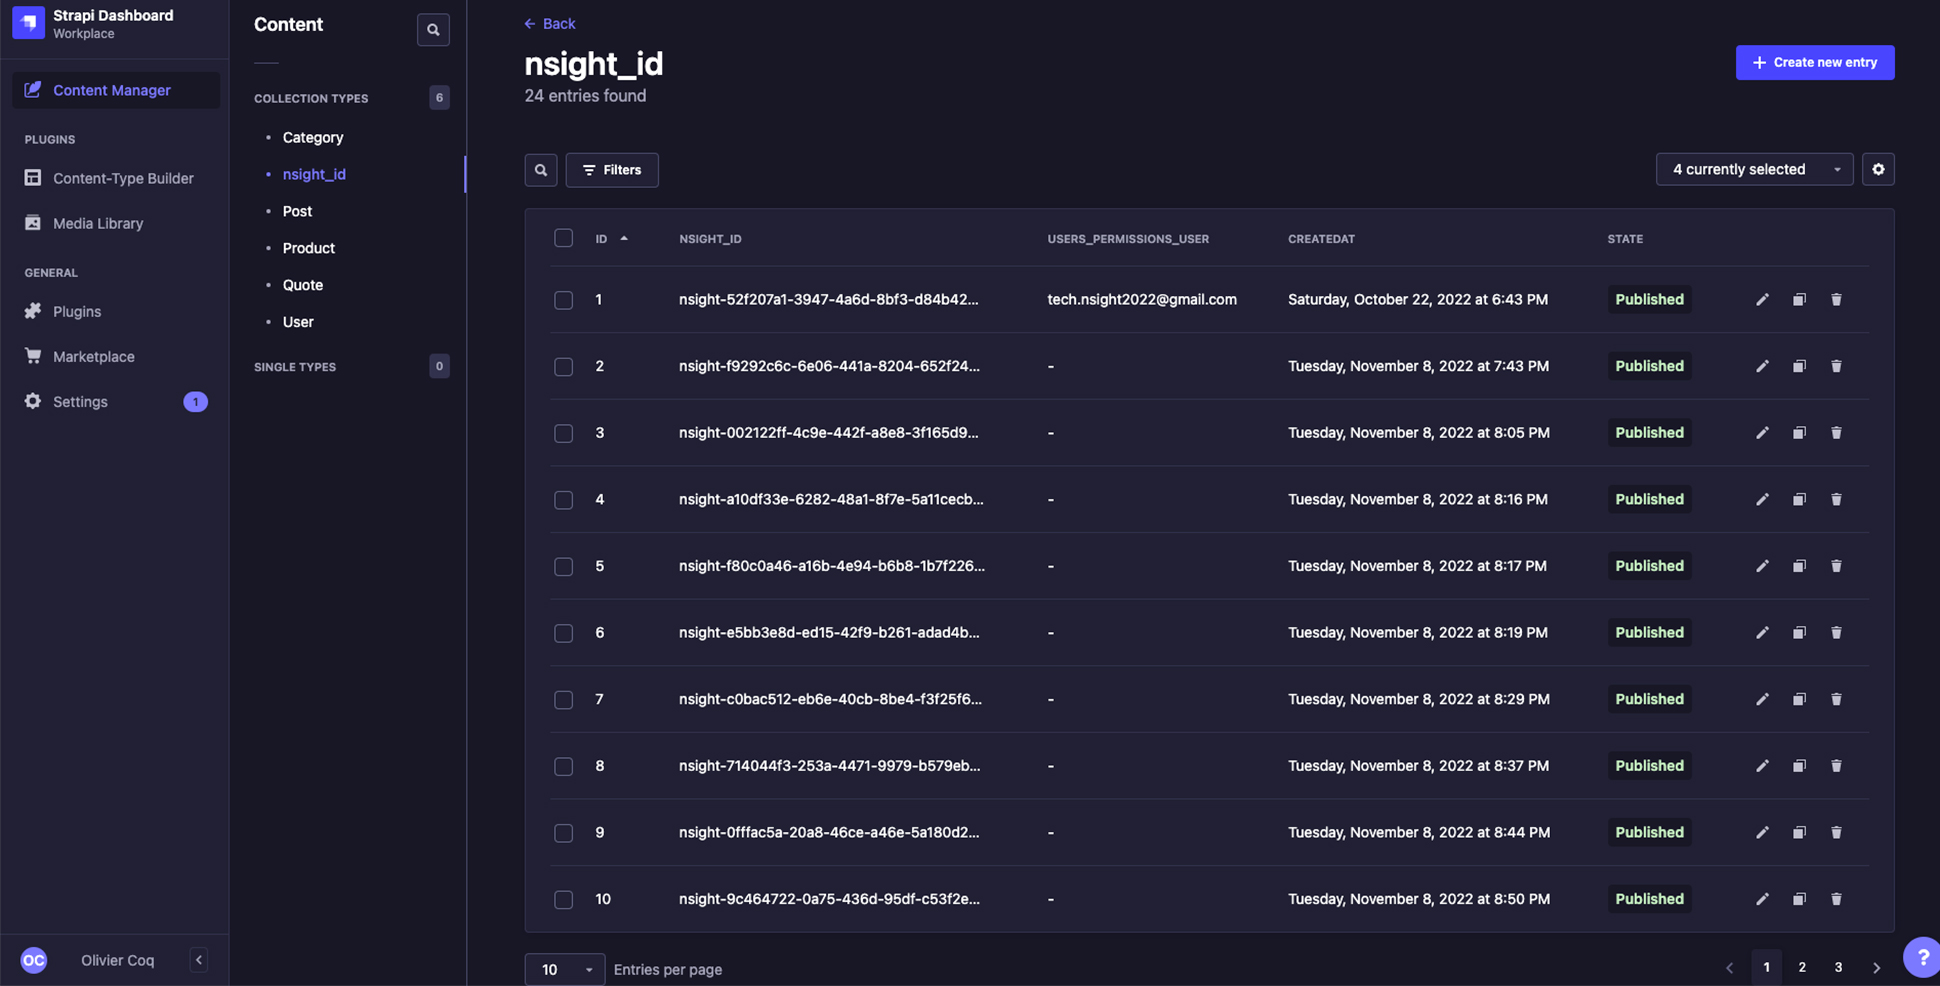 Strapi Dashboard
Workplace
Content Manager
PLUGINS
Content-Type Builder
Media Library
GENERAL
Plugins
Marketplace
Settings 1
OC Olivier Coq
Content
COLLECTION TYPES 6
Category
nsight_id
Post
Product
Quote
User
SINGLE TYPES 0
← Back
nsight_id
24 entries found
+ Create new entry
Filters
4 currently selected
ID NSIGHT_ID USERS_PERMISSIONS_USER CREATEDAT STATE
1 nsight-52f207a1-3947-4a6d-8bf3-d84b42... tech.nsight2022@gmail.com Saturday, October 22, 2022 at 6:43 PM Published
2 nsight-f9292c6c-6e06-441a-8204-652f24... - Tuesday, November 8, 2022 at 7:43 PM Published
3 nsight-002122ff-4c9e-442f-a8e8-3f165d9... - Tuesday, November 8, 2022 at 8:05 PM Published
4 nsight-a10df33e-6282-48a1-8f7e-5a11cecb... - Tuesday, November 8, 2022 at 8:16 PM Published
5 nsight-f80c0a46-a16b-4e94-b6b8-1b7f226... - Tuesday, November 8, 2022 at 8:17 PM Published
6 nsight-e5bb3e8d-ed15-42f9-b261-adad4b... - Tuesday, November 8, 2022 at 8:19 PM Published
7 nsight-c0bac512-eb6e-40cb-8be4-f3f25f6... - Tuesday, November 8, 2022 at 8:29 PM Published
8 nsight-714044f3-253a-4471-9979-b579eb... - Tuesday, November 8, 2022 at 8:37 PM Published
9 nsight-0fffac5a-20a8-46ce-a46e-5a180d2... - Tuesday, November 8, 2022 at 8:44 PM Published
10 nsight-9c464722-0a75-436d-95df-c53f2e... - Tuesday, November 8, 2022 at 8:50 PM Published
10 Entries per page
1 2 3
?